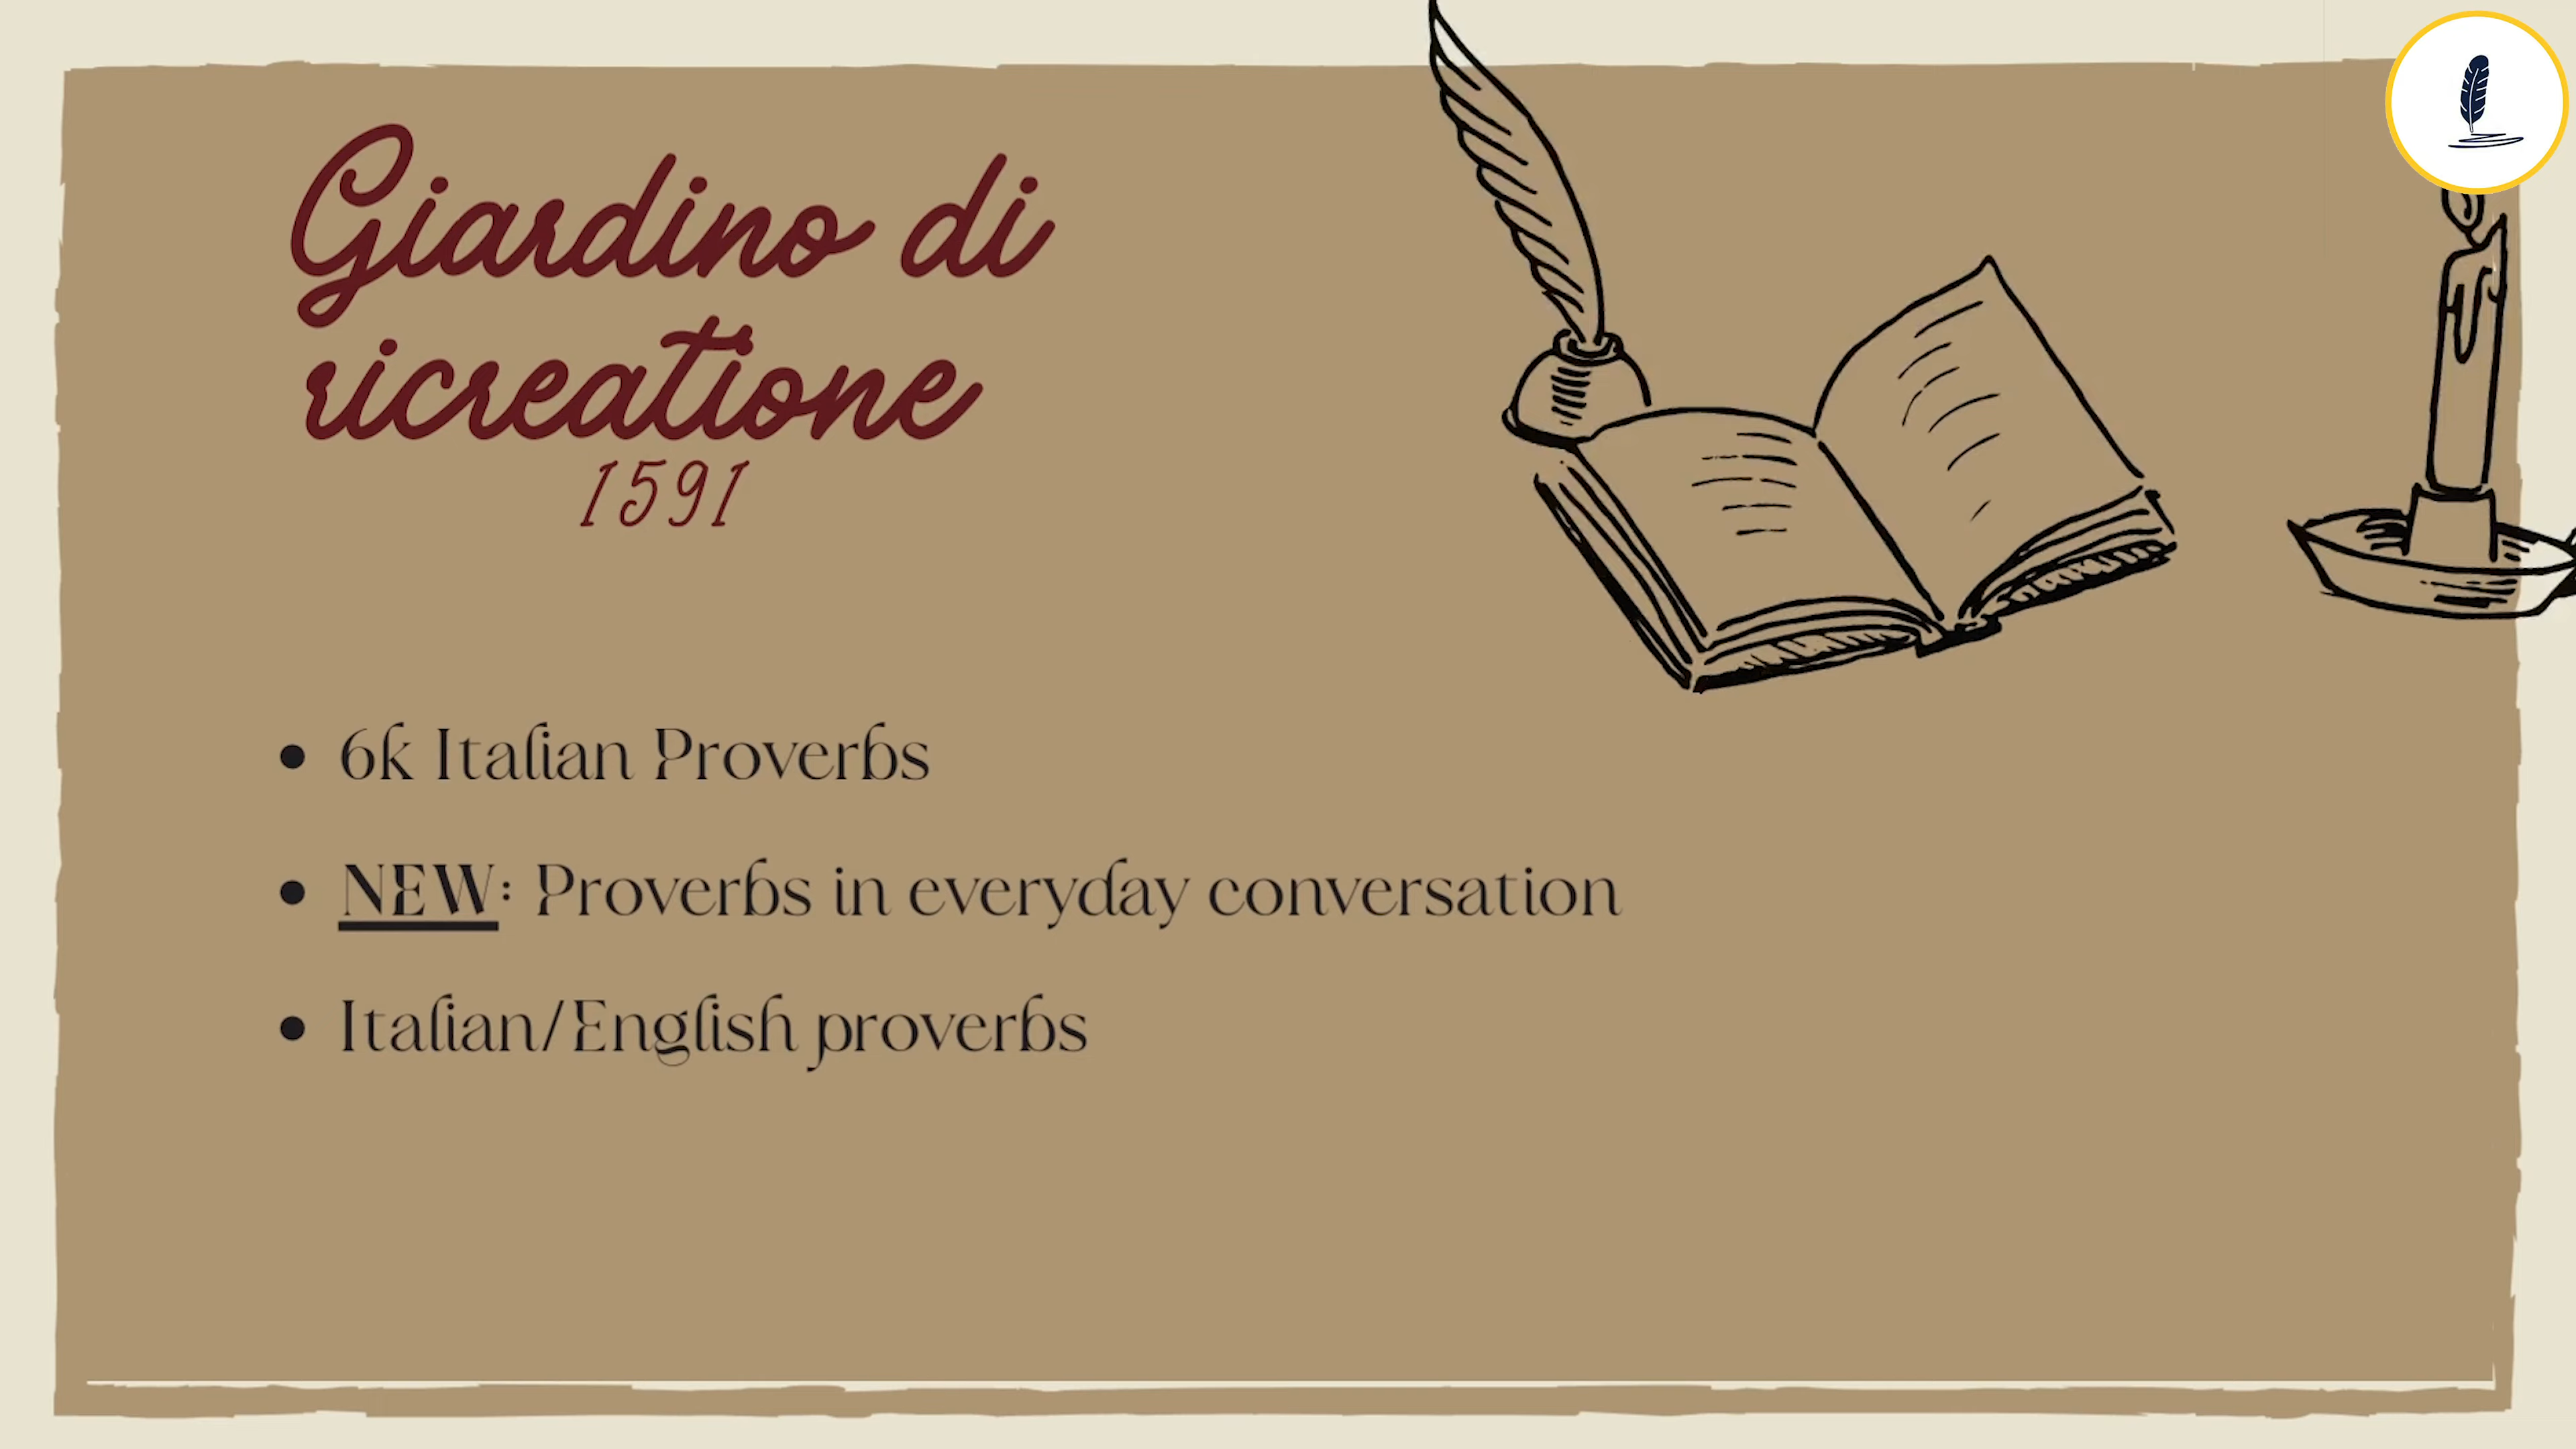 Giardino di
ricreatione
1591
• 6k Italian Proverbs
• NEW: Proverbs in everyday conversation
• Italian/English proverbs